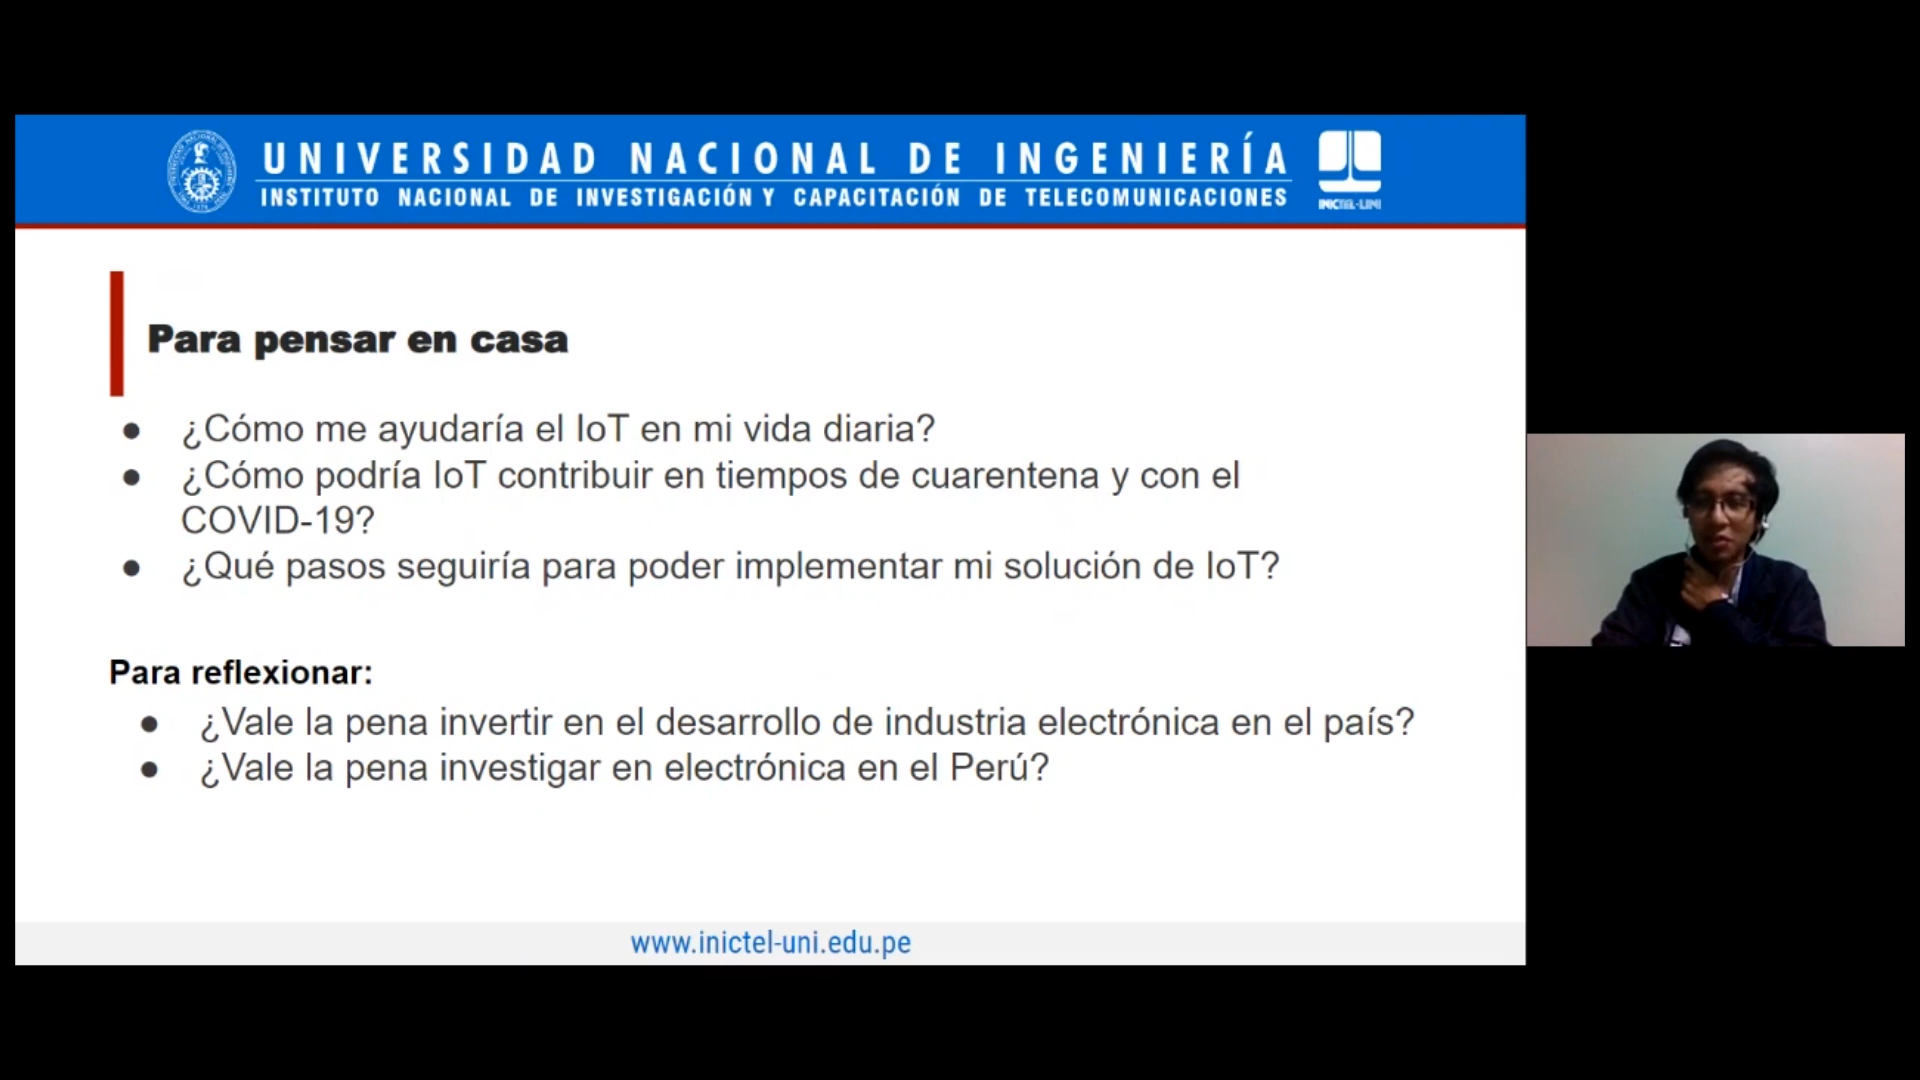 UNIVERSIDAD NACIONAL DE INGENIERÍA
INSTITUTO NACIONAL DE INVESTIGACIÓN Y CAPACITACIÓN DE TELECOMUNICACIONES
INICTEL-UNI
Para pensar en casa
● ¿Cómo me ayudaría el IoT en mi vida diaria?
● ¿Cómo podría IoT contribuir en tiempos de cuarentena y con el
COVID-19?
● ¿Qué pasos seguiría para poder implementar mi solución de IoT?
Para reflexionar:
● ¿Vale la pena invertir en el desarrollo de industria electrónica en el país?
● ¿Vale la pena investigar en electrónica en el Perú?
www.inictel-uni.edu.pe